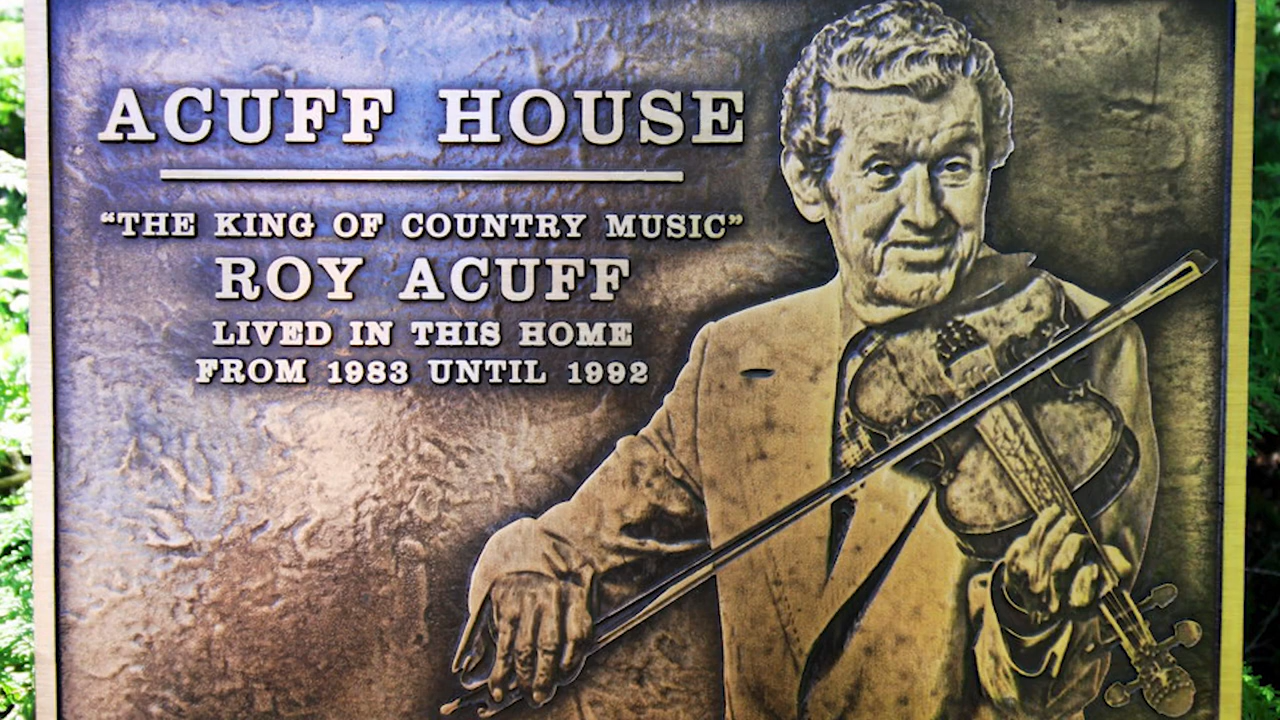 ACUFF HOUSE
“THE KING OF COUNTRY MUSIC”
ROY ACUFF
LIVED IN THIS HOME
FROM 1983 UNTIL 1992